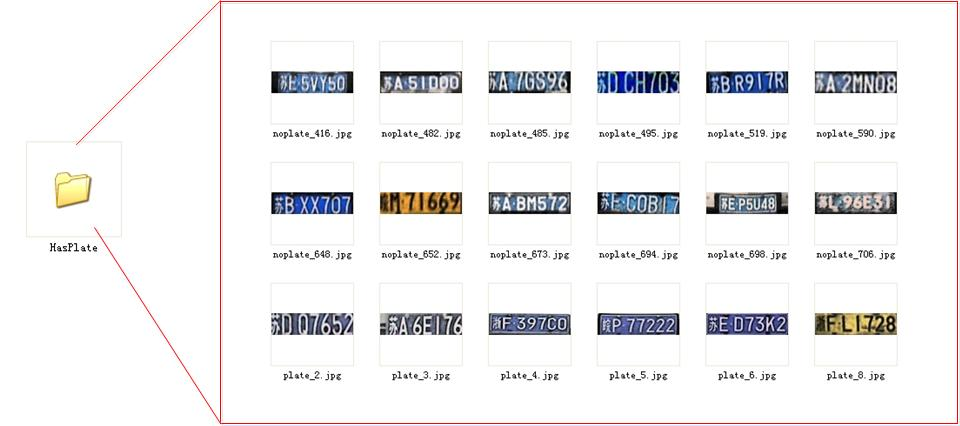 苏E·5VY50 苏A·51D00 苏A·7GS96 苏D·CH703 苏B·R917R 苏A·2MN08
noplate_416.jpg noplate_482.jpg noplate_485.jpg noplate_495.jpg noplate_519.jpg noplate_590.jpg
HasPlate
苏B·XX707 M·71669 苏A·BM572 苏E·C0B17 苏E·P5U48 苏L·96E31
noplate_648.jpg noplate_652.jpg noplate_673.jpg noplate_694.jpg noplate_698.jpg noplate_706.jpg
苏D·Q7652 苏A·6E176 浙F·397C0 皖P·77222 苏E·D73K2 浙F·L1728
plate_2.jpg plate_3.jpg plate_4.jpg plate_5.jpg plate_6.jpg plate_8.jpg